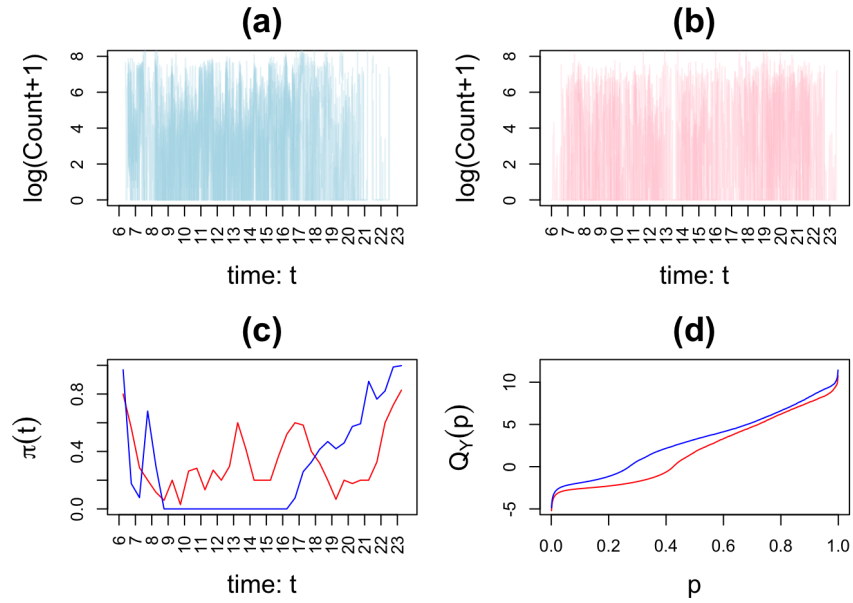 (a)
log(Count+1)
0 2 4 6 8
6 7 8 9 10 11 12 13 14 15 16 17 18 19 20 21 22 23
time: t
(b)
log(Count+1)
0 2 4 6 8
6 7 8 9 10 11 12 13 14 15 16 17 18 19 20 21 22 23
time: t
(c)
π(t)
0.0 0.4 0.8
6 7 8 9 10 11 12 13 14 15 16 17 18 19 20 21 22 23
time: t
(d)
Q_Y(p)
-5 0 5 10
0.0 0.2 0.4 0.6 0.8 1.0
p